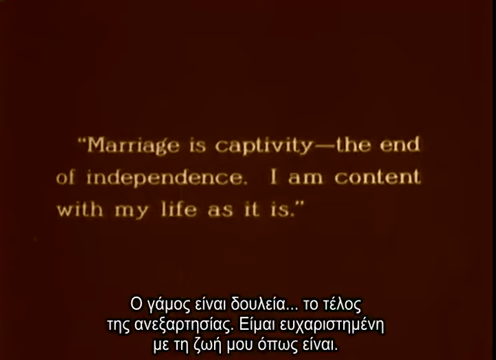 “Marriage is captivity—the end
of independence. I am content
with my life as it is.”
Ο γάμος είναι δουλεία... το τέλος
της ανεξαρτησίας. Είμαι ευχαριστημένη
με τη ζωή μου όπως είναι.